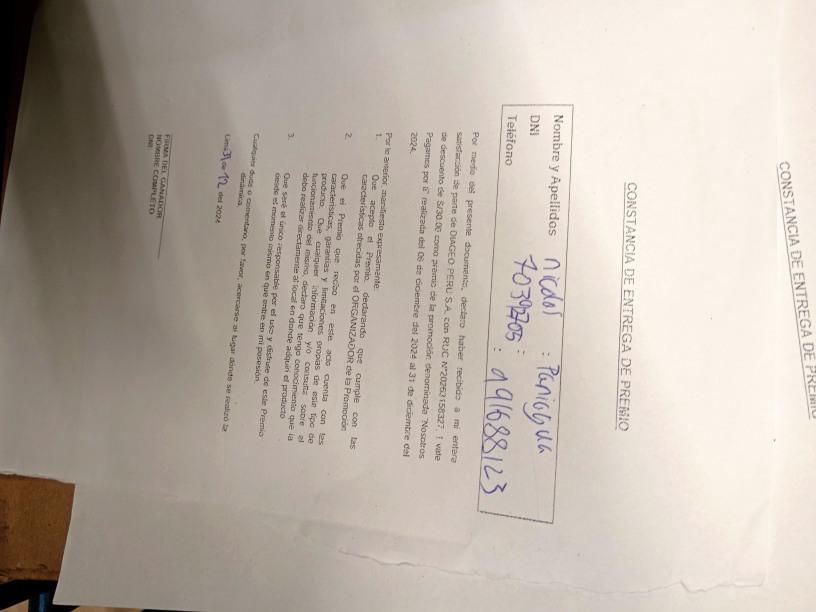 CONSTANCIA DE ENTREGA DE PREMIO
CONSTANCIA DE ENTREGA DE PREMIO
Nombre y Apellidos : Nicolas Paniagua
DNI : 70392705
Teléfono : 991688123
Por medio del presente documento, declaro haber recibido a mi entera
satisfacción de parte de DIAGEO PERU S.A. con RUC N°20263158327, 1 vale
de descuento de S/30.00 como premio de la promoción denominada "Nosotros
Pagamos por ti" realizada del 06 de diciembre del 2024 al 31 de diciembre del
2024.
Por lo anterior, manifiesto expresamente:
1. Que acepto el Premio, declarando que cumple con las
características ofrecidas por el ORGANIZADOR de la Promoción
2. Que el Premio que recibo en este acto cuenta con las
características, garantías y limitaciones propias de este tipo de
producto. Que cualquier información y/o consulta sobre el
funcionamiento del mismo, declaro que tengo conocimiento que la
debo realizar directamente al local en donde adquirí el producto
3. Que seré el único responsable por el uso y disfrute de este Premio
desde el momento mismo en que entre en mi posesión.
Cualquier duda o comentario, por favor, acercarse al lugar donde se realizó la
dinámica.
Lima 31 de 12 del 2024
FIRMA DEL GANADOR
NOMBRE COMPLETO
DNI: